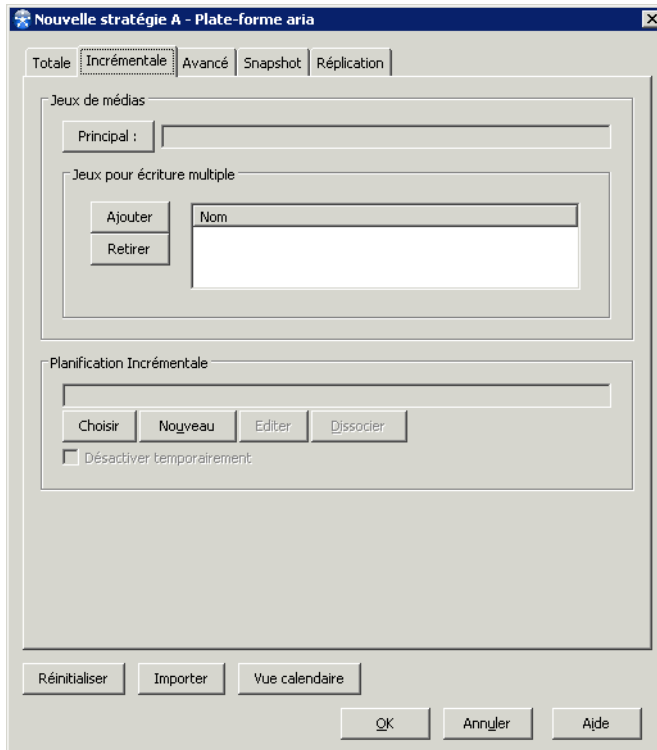 Nouvelle stratégie A - Plate-forme aria
Totale Incrémentale Avancé Snapshot Réplication
Jeux de médias
Principal :
Jeux pour écriture multiple
Ajouter Nom
Retirer
Planification Incrémentale
Choisir Nouveau Editer Dissocier
Désactiver temporairement
Réinitialiser Importer Vue calendaire
OK Annuler Aide